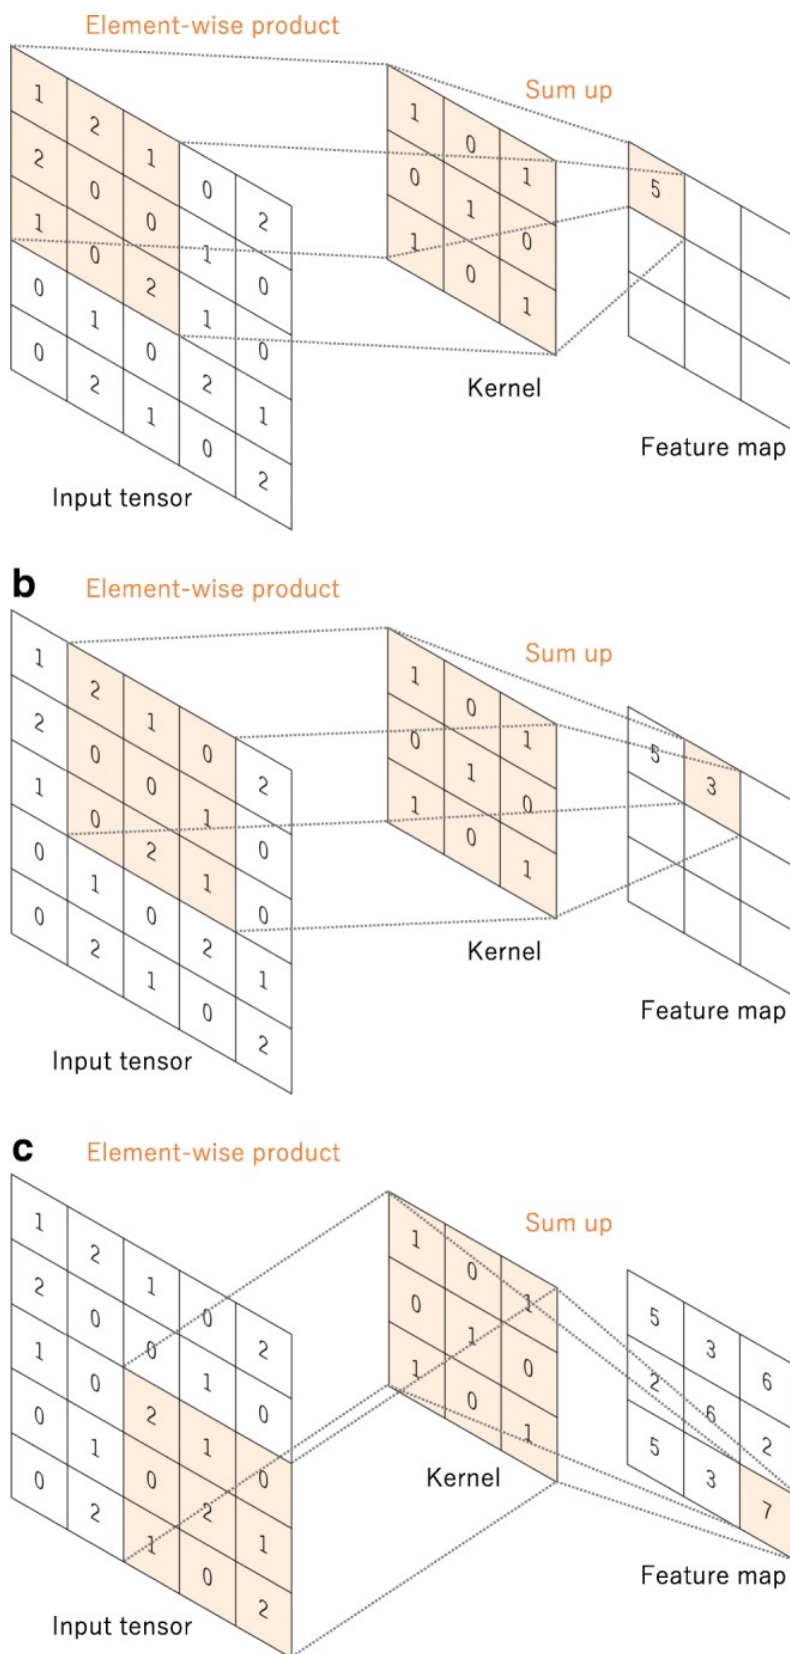 Element-wise product
Sum up
1 2 1 0 2
2 0 0 1 0
1 0 2 1 0
0 1 0 2 1
0 2 1 0 2
1 0 1
0 1 0
1 0 1
5
Kernel
Feature map
Input tensor
b
Element-wise product
Sum up
1 2 1 0 2
2 0 0 1 0
1 0 2 1 0
0 1 0 2 1
0 2 1 0 2
1 0 1
0 1 0
1 0 1
5 3
Kernel
Feature map
Input tensor
c
Element-wise product
Sum up
1 2 1 0 2
2 0 0 1 0
1 0 2 1 0
0 1 0 2 1
0 2 1 0 2
1 0 1
0 1 0
1 0 1
5 3 6
2 6 2
5 3 7
Kernel
Feature map
Input tensor